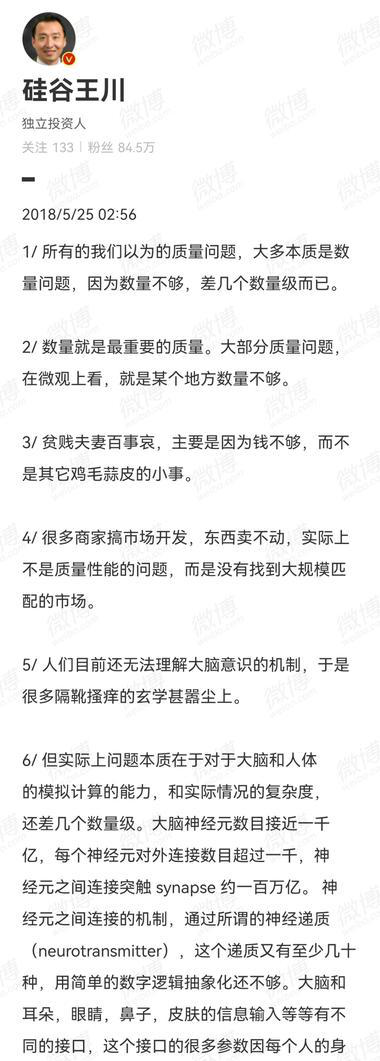 硅谷王川
独立投资人
关注 133 | 粉丝 84.5万
2018/5/25 02:56
1/ 所有的我们以为的质量问题，大多本质是数
量问题，因为数量不够，差几个数量级而已。
2/ 数量就是最重要的质量。大部分质量问题，
在微观上看，就是某个地方数量不够。
3/ 贫贱夫妻百事哀，主要是因为钱不够，而不
是其它鸡毛蒜皮的小事。
4/ 很多商家搞市场开发，东西卖不动，实际上
不是质量性能的问题，而是没有找到大规模匹
配的市场。
5/ 人们目前还无法理解大脑意识的机制，于是
很多隔靴搔痒的玄学甚嚣尘上。
6/ 但实际上问题本质在于对于大脑和人体
的模拟计算的能力，和实际情况的复杂度，
还差几个数量级。大脑神经元数目接近一千
亿，每个神经元对外连接数目超过一千，神
经元之间连接突触 synapse 约一百万亿。 神
经元之间连接的机制，通过所谓的神经递质
（neurotransmitter），这个递质又有至少几十
种，用简单的数字逻辑抽象化还不够。大脑和
耳朵，眼睛，鼻子，皮肤的信息输入等等有不
同的接口，这个接口的很多参数因每个人的身